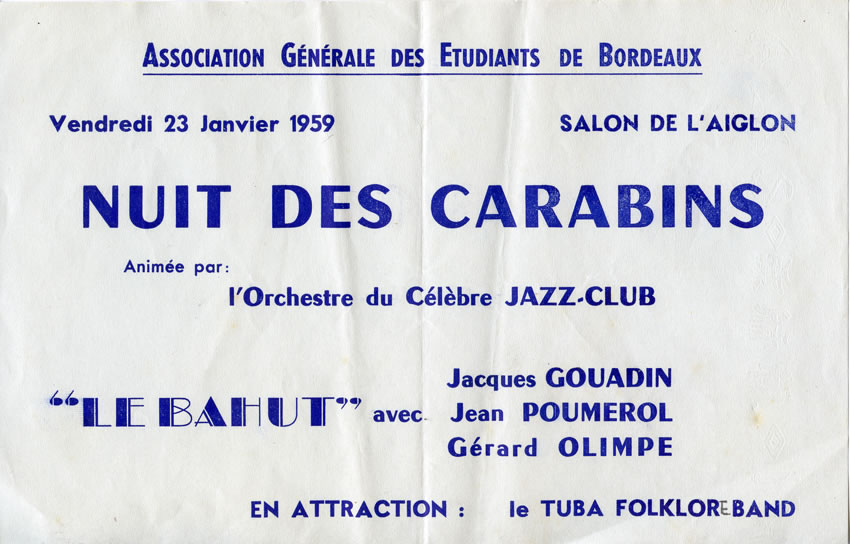 ASSOCIATION GÉNÉRALE DES ETUDIANTS DE BORDEAUX
Vendredi 23 Janvier 1959 SALON DE L'AIGLON
NUIT DES CARABINS
Animée par:
l'Orchestre du Célèbre JAZZ-CLUB
“LE BAHUT” avec Jacques GOUADIN
Jean POUMEROL
Gérard OLIMPE
EN ATTRACTION : le TUBA FOLKLORE BAND